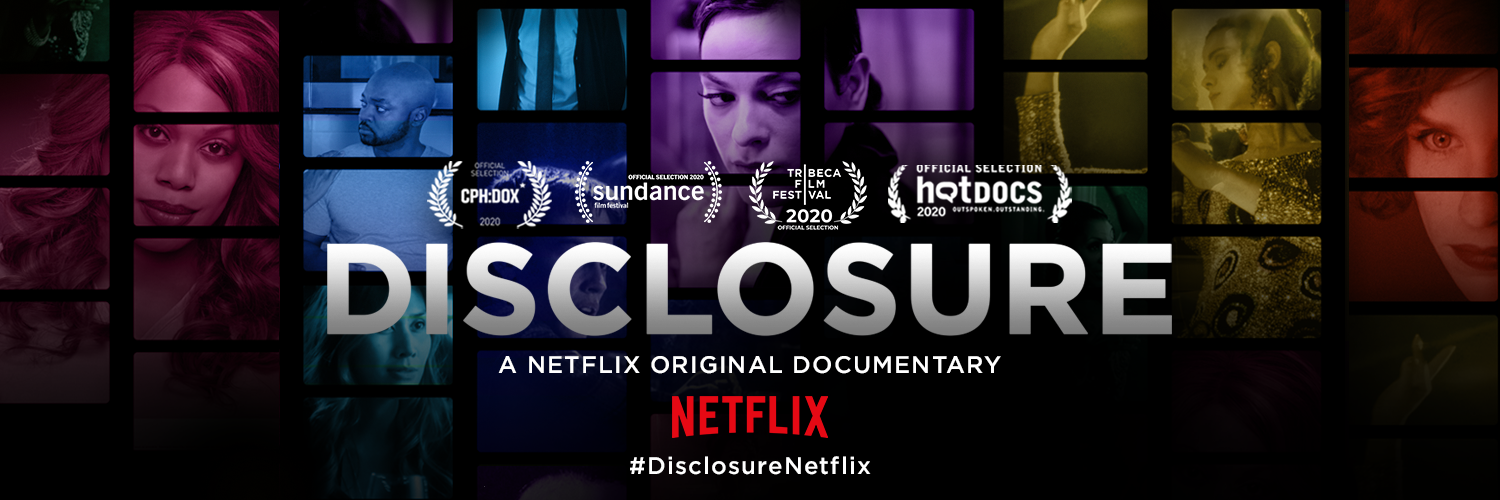 OFFICIAL
SELECTION
CPH:DOX*
2020
OFFICIAL SELECTION 2020
sundance
film festival
TRIBECA
FILM
FESTIVAL
2020
OFFICIAL SELECTION
OFFICIAL SELECTION
hotDOCS
2020 OUTSPOKEN. OUTSTANDING.
DISCLOSURE
A NETFLIX ORIGINAL DOCUMENTARY
NETFLIX
#DisclosureNetflix